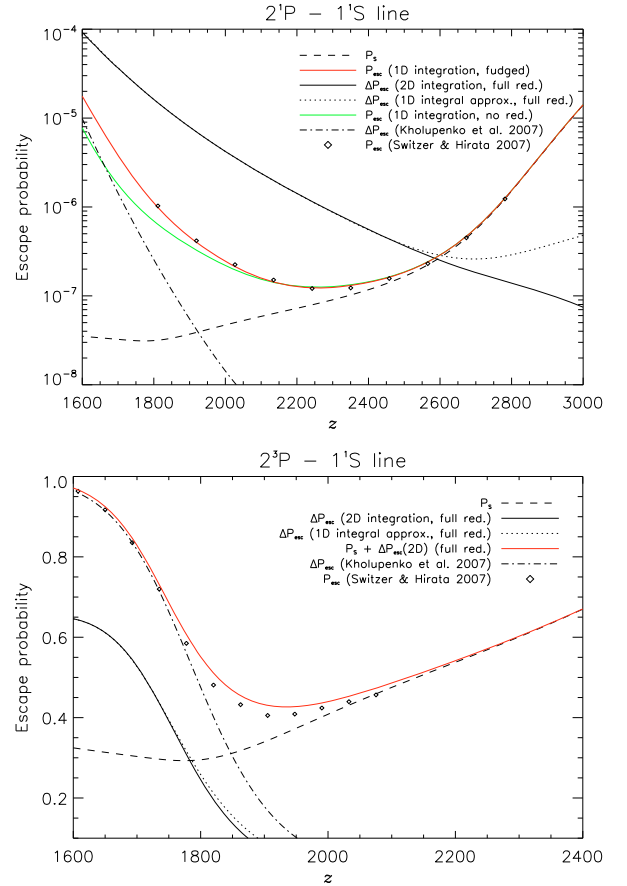 2¹P – 1¹S line
10⁻⁴
10⁻⁵
10⁻⁶
10⁻⁷
10⁻⁸
Escape probability
P_S
P_esc (1D integration, fudged)
ΔP_esc (2D integration, full red.)
ΔP_esc (1D integral approx., full red.)
P_esc (1D integration, no red.)
ΔP_esc (Kholupenko et al. 2007)
P_esc (Switzer & Hirata 2007)
1600 1800 2000 2200 2400 2600 2800 3000
z
2³P – 1¹S line
1.0
0.8
0.6
0.4
0.2
Escape probability
P_S
ΔP_esc (2D integration, full red.)
ΔP_esc (1D integral approx., full red.)
P_S + ΔP_esc(2D) (full red.)
ΔP_esc (Kholupenko et al. 2007)
P_esc (Switzer & Hirata 2007)
1600 1800 2000 2200 2400
z